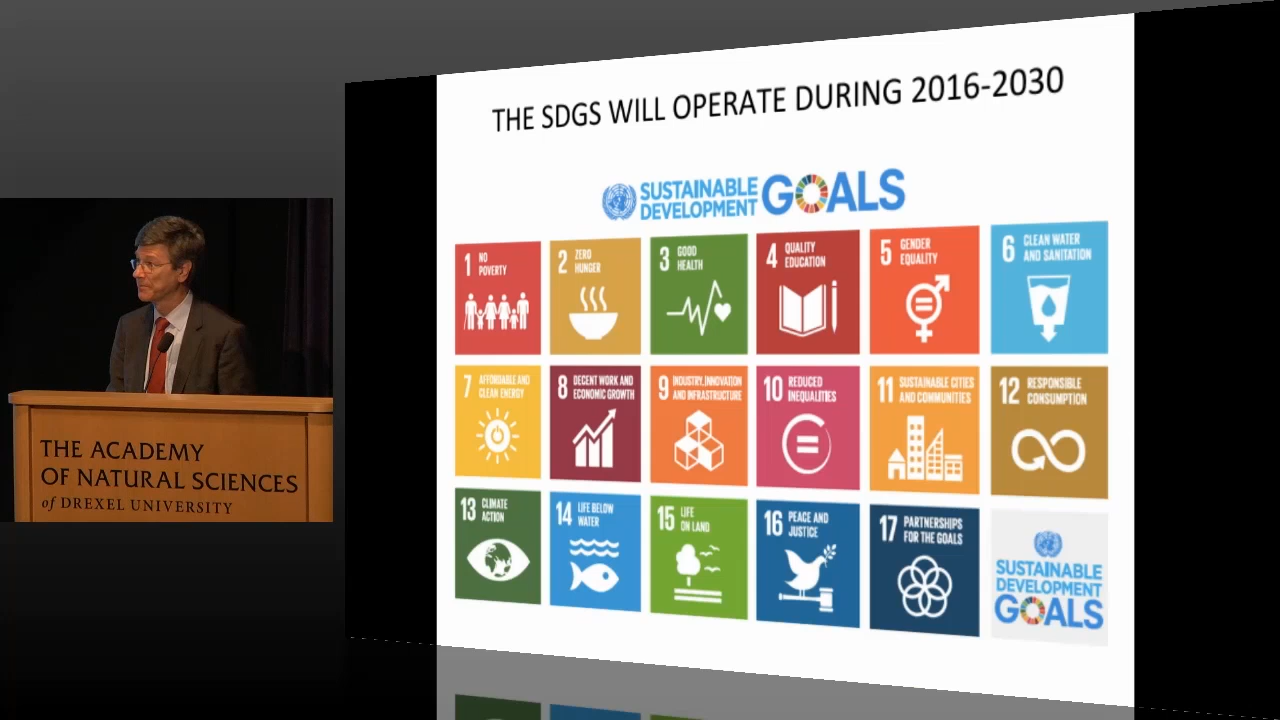 THE SDGS WILL OPERATE DURING 2016-2030
SUSTAINABLE
DEVELOPMENT
GOALS
1 NO
POVERTY
2 ZERO
HUNGER
3 GOOD
HEALTH
4 QUALITY
EDUCATION
5 GENDER
EQUALITY
6 CLEAN WATER
AND SANITATION
7 AFFORDABLE AND
CLEAN ENERGY
8 DECENT WORK AND
ECONOMIC GROWTH
9 INDUSTRY, INNOVATION
AND INFRASTRUCTURE
10 REDUCED
INEQUALITIES
11 SUSTAINABLE CITIES
AND COMMUNITIES
12 RESPONSIBLE
CONSUMPTION
13 CLIMATE
ACTION
14 LIFE BELOW
WATER
15 LIFE
ON LAND
16 PEACE AND
JUSTICE
17 PARTNERSHIPS
FOR THE GOALS
SUSTAINABLE
DEVELOPMENT
GOALS
THE ACADEMY
OF NATURAL SCIENCES
of DREXEL UNIVERSITY